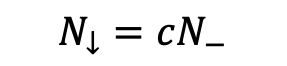 N↓ = cN−